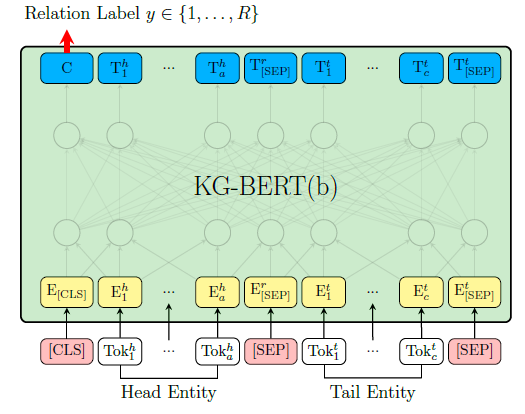 Relation Label y ∈ {1, . . . , R}
C T₁ʰ ... Tₐʰ Tʳ[SEP] T₁ᵗ ... T꜀ᵗ Tᵗ[SEP]
KG-BERT(b)
E[CLS] E₁ʰ ... Eₐʰ Eʳ[SEP] E₁ᵗ ... E꜀ᵗ Eᵗ[SEP]
[CLS] Tok₁ʰ ... Tokₐʰ [SEP] Tok₁ᵗ ... Tok꜀ᵗ [SEP]
Head Entity Tail Entity